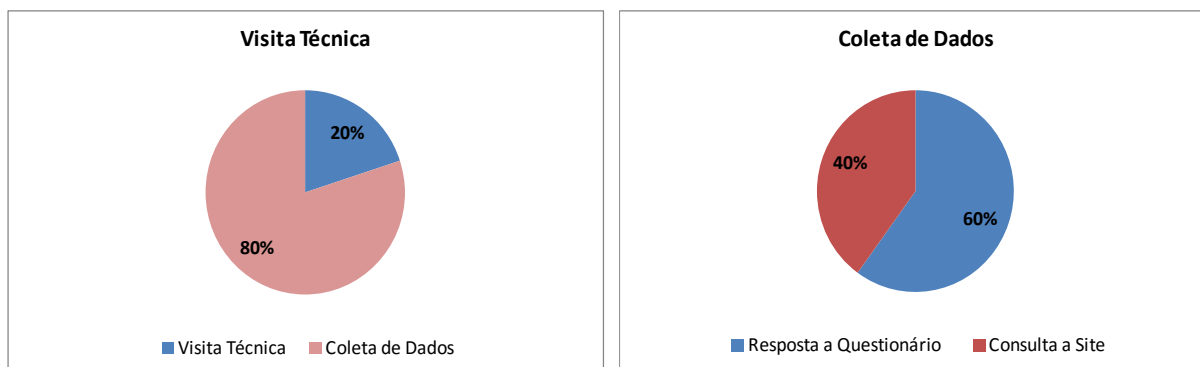 Visita Técnica
20%
80%
Visita Técnica Coleta de Dados
Coleta de Dados
40%
60%
Resposta a Questionário Consulta a Site